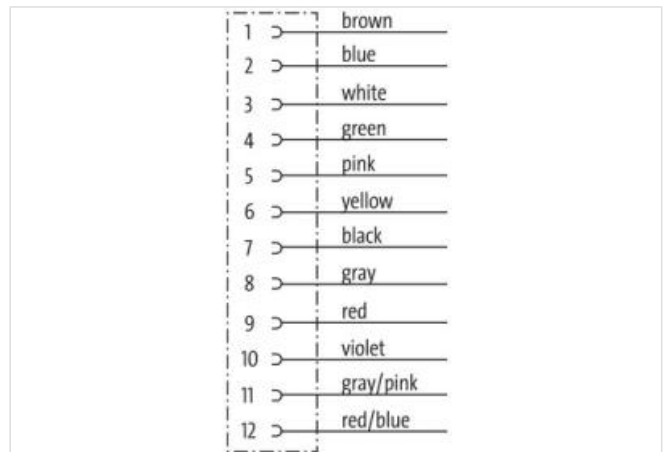 1 brown
2 blue
3 white
4 green
5 pink
6 yellow
7 black
8 gray
9 red
10 violet
11 gray/pink
12 red/blue